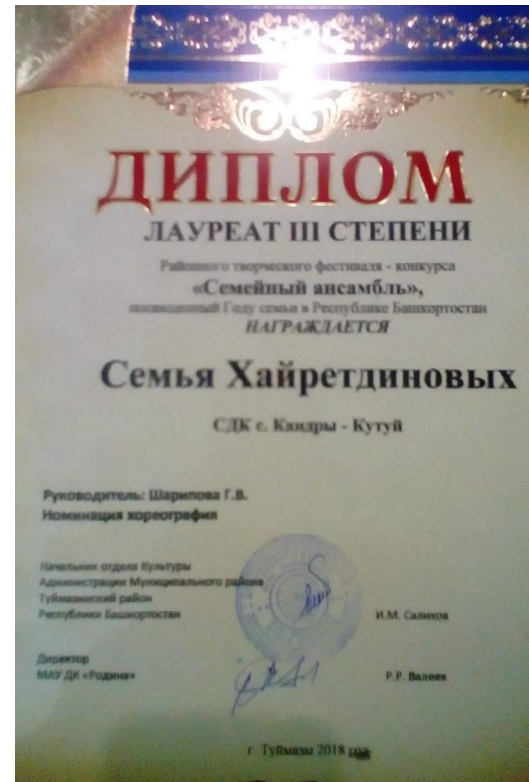 ДИПЛОМ
ЛАУРЕАТ III СТЕПЕНИ
Районного творческого фестиваля - конкурса
«Семейный ансамбль»,
посвященный Году семьи в Республике Башкортостан
НАГРАЖДАЕТСЯ
Семья Хайретдиновых
СДК с. Кандры - Кутуй
Руководитель: Шарипова Г.В.
Номинация хореография
Начальник отдела Культуры
Администрации Муниципального района
Туймазинский район
Республики Башкортостан
И.М. Салихов
Директор
МАУ ДК «Родина»
Р.Р. Валеев
г. Туймазы 2018 год